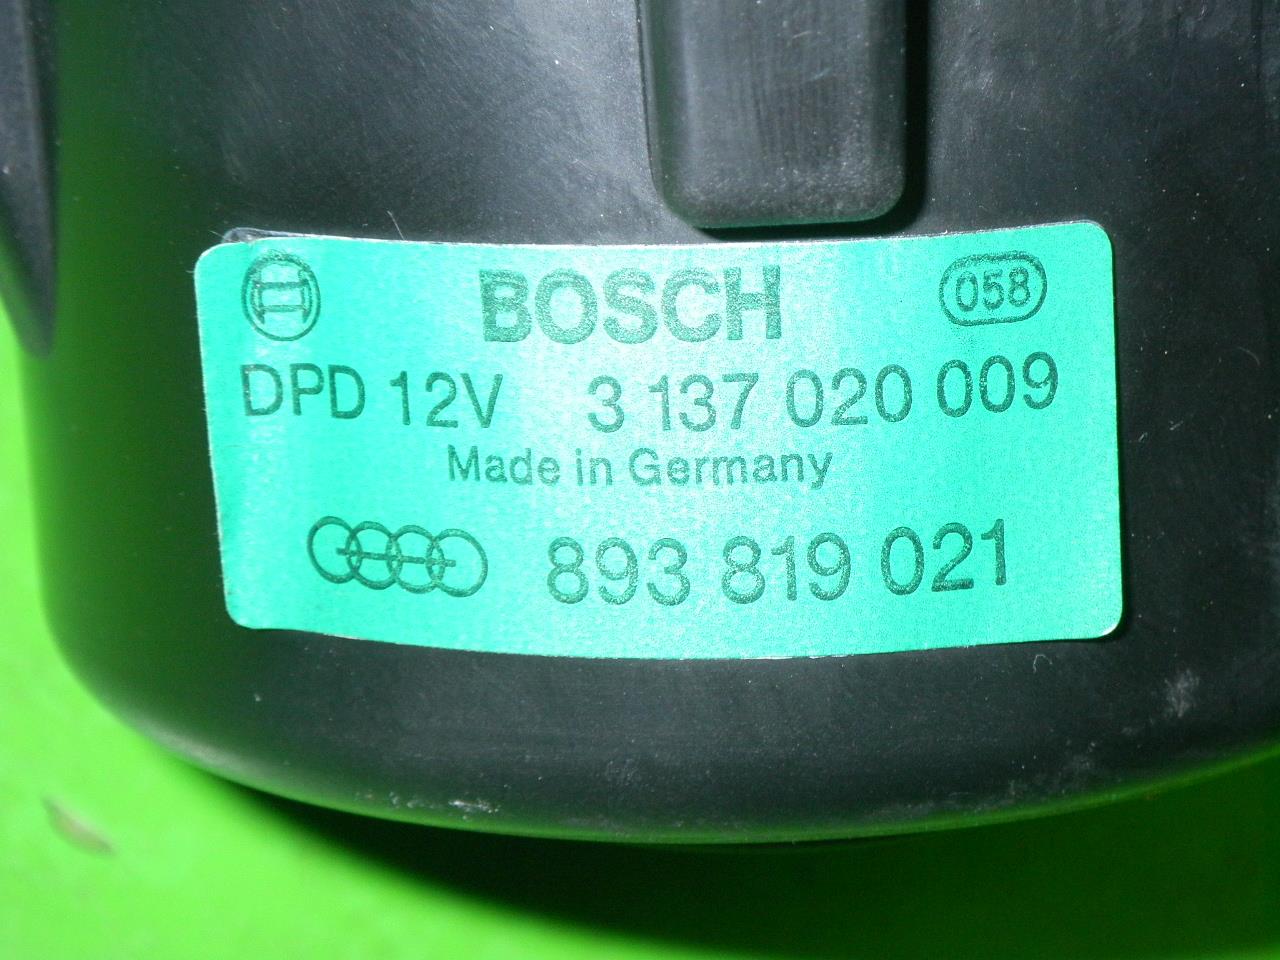 BOSCH 058
DPD 12V 3 137 020 009
Made in Germany
893 819 021